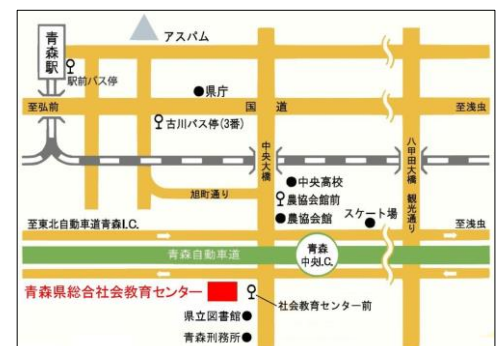 青森駅
アスパム
駅前バス停
県庁
至弘前
国道
至浅虫
古川バス停(3番)
中央大橋
八甲田大橋
観光通り
旭町通り
中央高校
農協会館前
農協会館
スケート場
至東北自動車道青森I.C.
至浅虫
青森自動車道
青森中央I.C.
青森県総合社会教育センター
社会教育センター前
県立図書館
青森刑務所